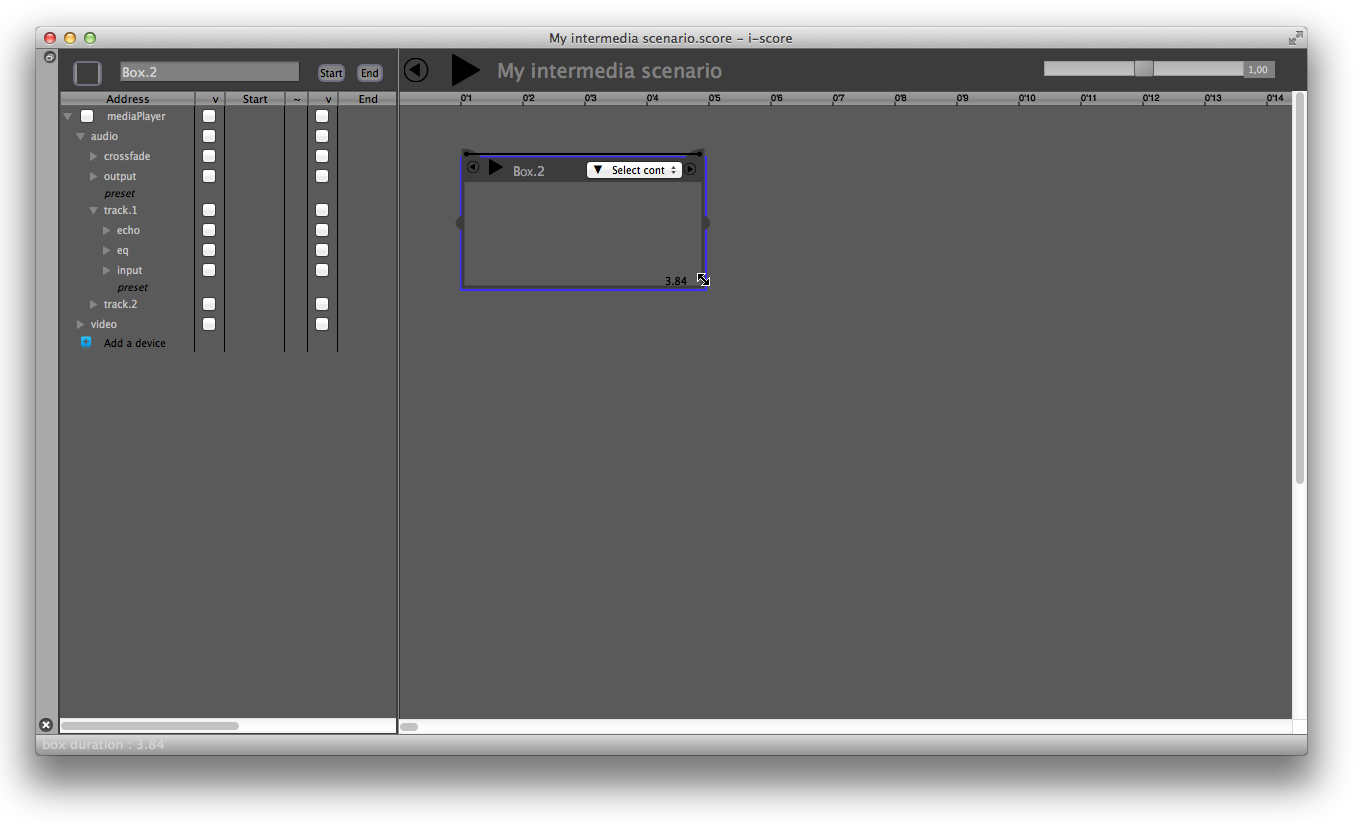 My intermedia scenario.score – i-score
Box.2
Start
End
My intermedia scenario
1,00
Address v Start ~ v End
0'1 0'2 0'3 0'4 0'5 0'6 0'7 0'8 0'9 0'10 0'11 0'12 0'13 0'14
mediaPlayer
audio
crossfade
output
preset
track.1
echo
eq
input
preset
track.2
video
Add a device
Box.2
Select cont
3.84
box duration : 3.84